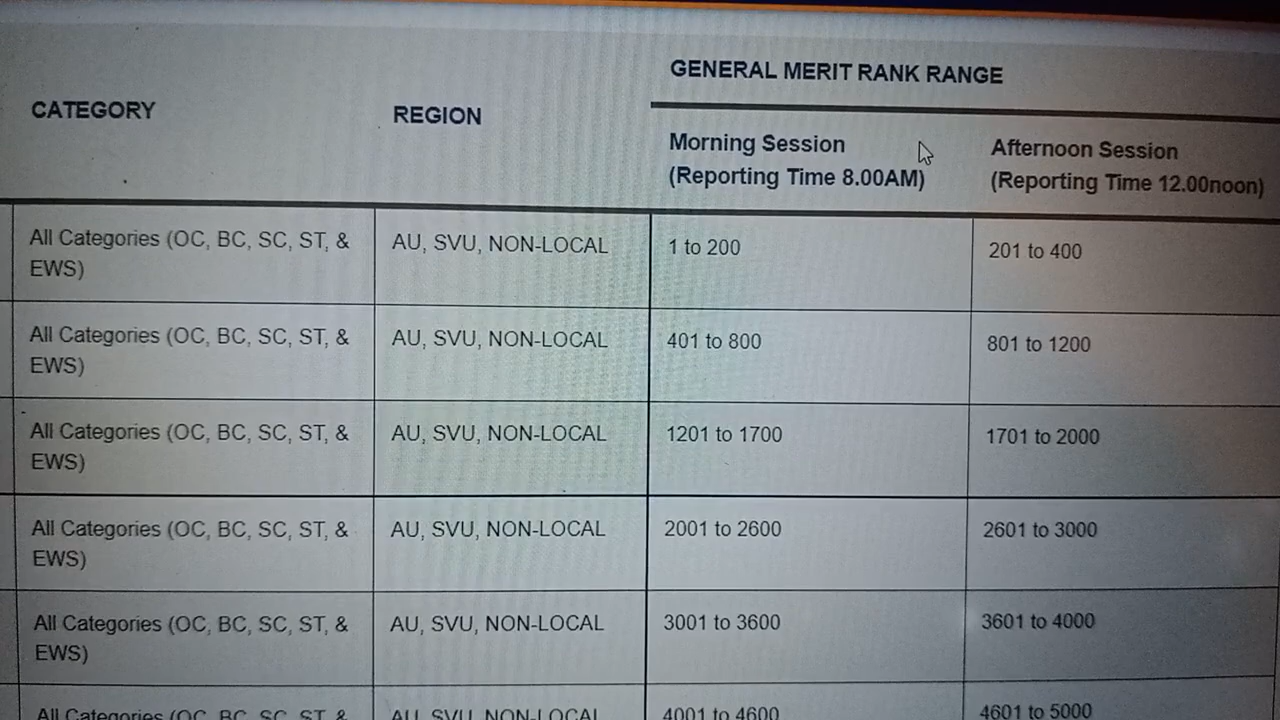 GENERAL MERIT RANK RANGE
CATEGORY
REGION
Morning Session
(Reporting Time 8.00AM)
Afternoon Session
(Reporting Time 12.00noon)
All Categories (OC, BC, SC, ST, &
EWS)
AU, SVU, NON-LOCAL
1 to 200
201 to 400
All Categories (OC, BC, SC, ST, &
EWS)
AU, SVU, NON-LOCAL
401 to 800
801 to 1200
All Categories (OC, BC, SC, ST, &
EWS)
AU, SVU, NON-LOCAL
1201 to 1700
1701 to 2000
All Categories (OC, BC, SC, ST, &
EWS)
AU, SVU, NON-LOCAL
2001 to 2600
2601 to 3000
All Categories (OC, BC, SC, ST, &
EWS)
AU, SVU, NON-LOCAL
3001 to 3600
3601 to 4000
All Categories (OC, BC, SC, ST, &
AU, SVU, NON-LOCAL
4001 to 4600
4601 to 5000